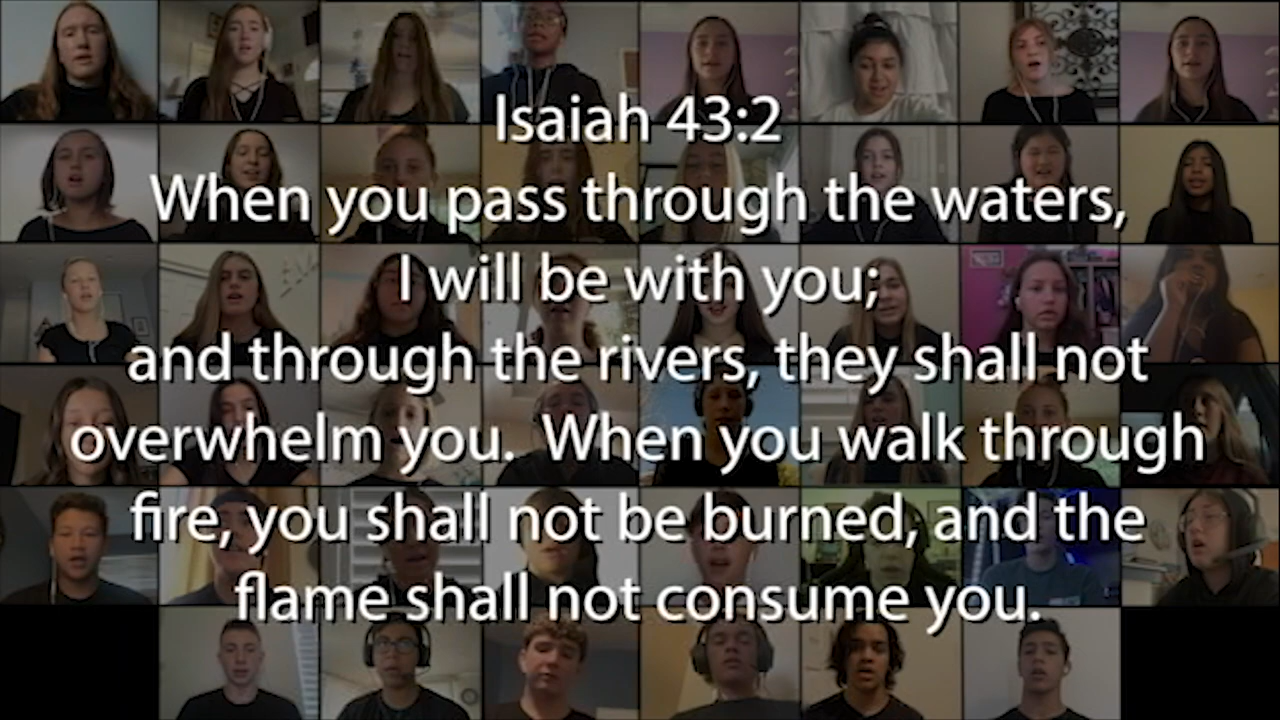 Isaiah 43:2
When you pass through the waters,
I will be with you;
and through the rivers, they shall not
overwhelm you.  When you walk through
fire, you shall not be burned, and the
flame shall not consume you.